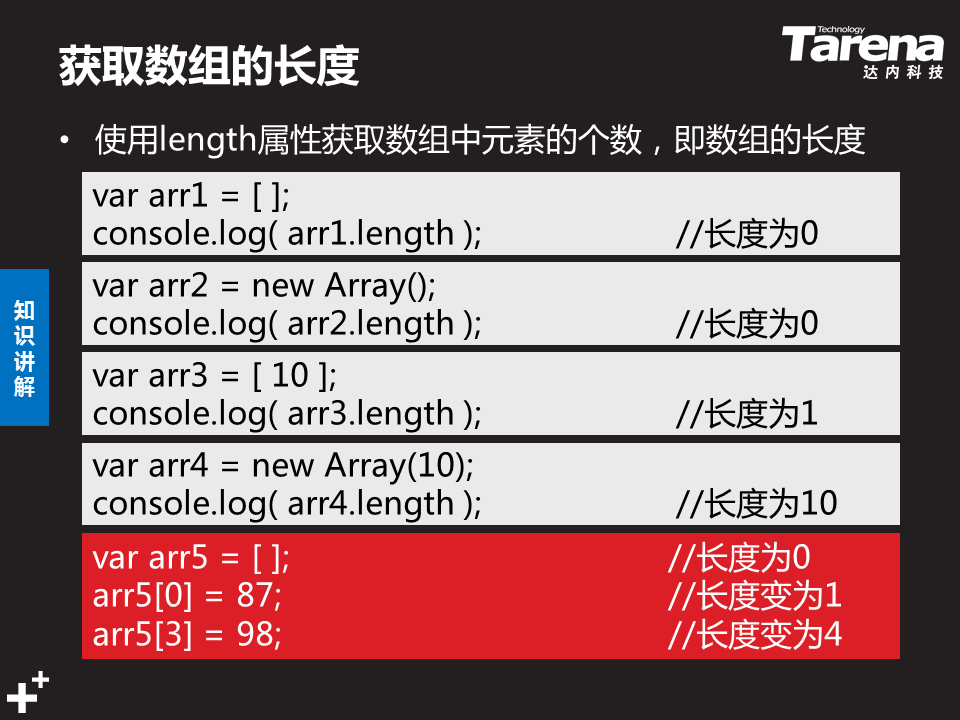 获取数组的长度
Technology
Tarena
达内科技
• 使用length属性获取数组中元素的个数，即数组的长度
var arr1 = [ ];
console.log( arr1.length ); //长度为0
var arr2 = new Array();
console.log( arr2.length ); //长度为0
知识讲解
var arr3 = [ 10 ];
console.log( arr3.length ); //长度为1
var arr4 = new Array(10);
console.log( arr4.length ); //长度为10
var arr5 = [ ]; //长度为0
arr5[0] = 87; //长度变为1
arr5[3] = 98; //长度变为4